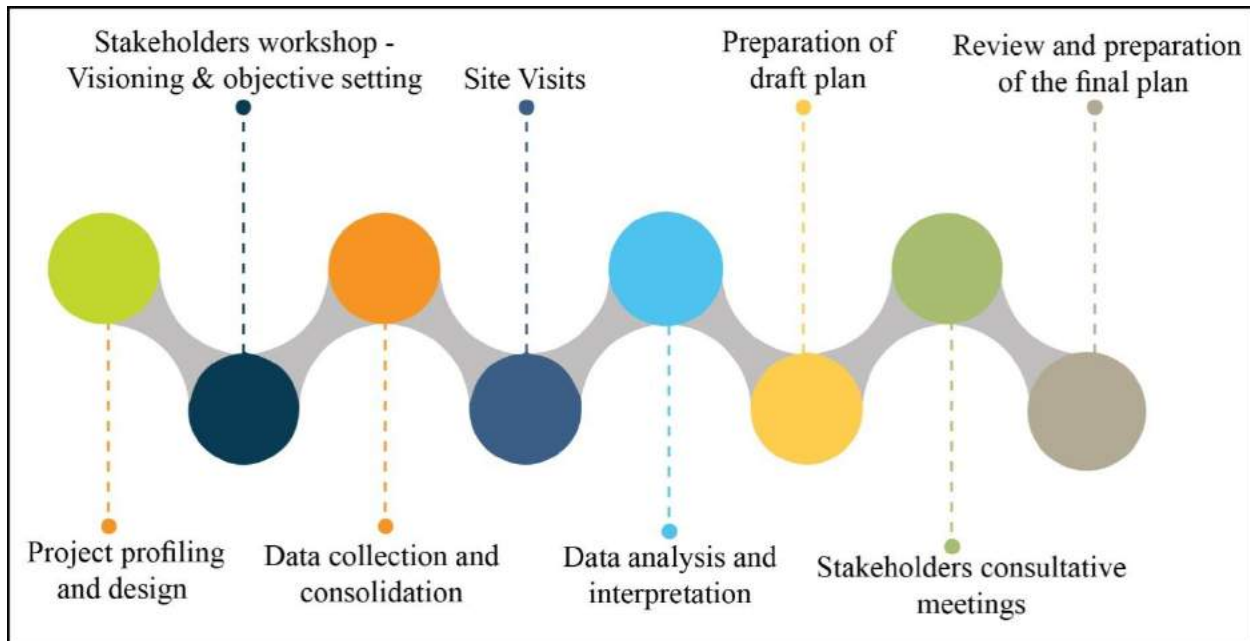 Stakeholders workshop -
Visioning & objective setting
Site Visits
Preparation of
draft plan
Review and preparation
of the final plan
Project profiling
and design
Data collection and
consolidation
Data analysis and
interpretation
Stakeholders consultative
meetings